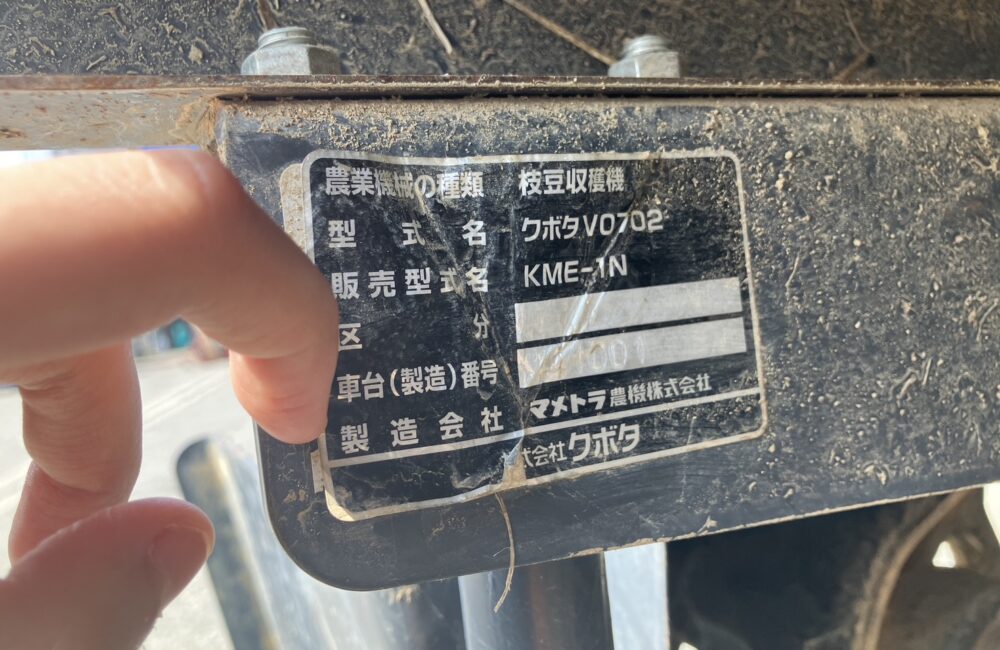 農業機械の種類 枝豆収穫機
型式名 クボタV0702
販売型式名 KME-1N
区分
車台(製造)番号 001
製造会社 マメトラ農機株式会社
式会社クボタ